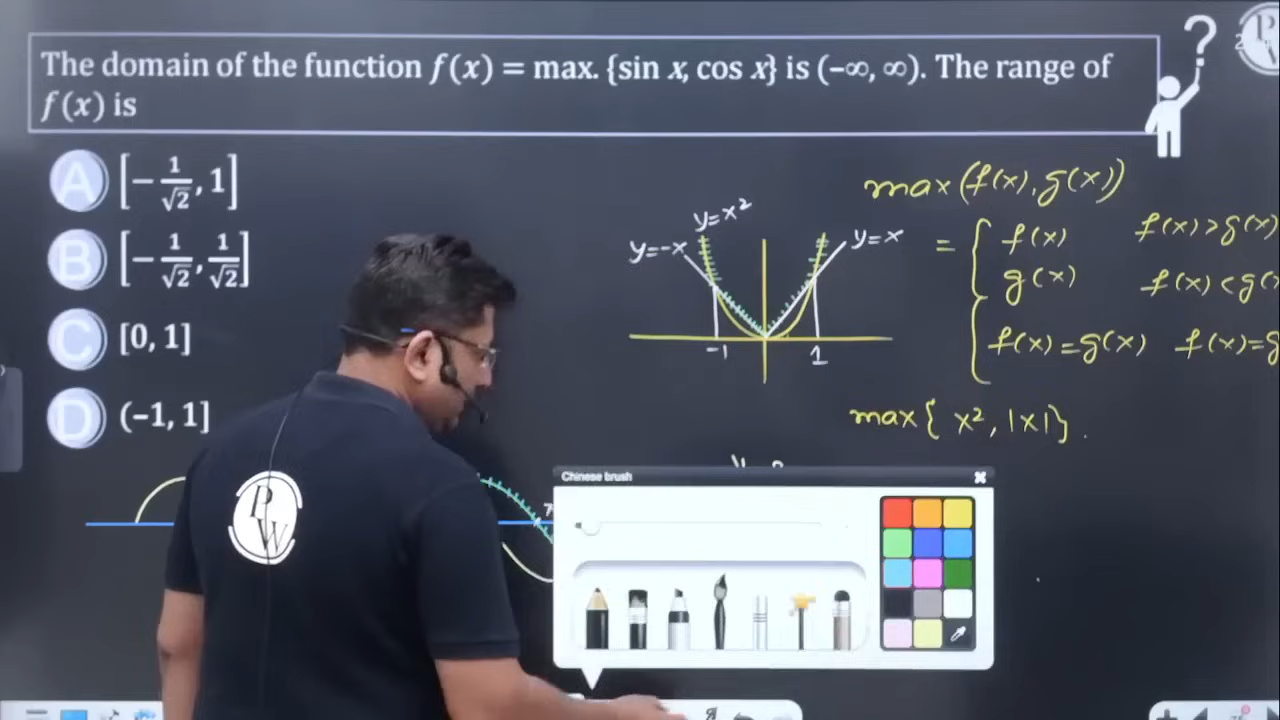 The domain of the function f(x) = max. {sin x, cos x} is (−∞, ∞). The range of
f(x) is
A [−1/√2, 1]
B [−1/√2, 1/√2]
C [0, 1]
D (−1, 1]
?
PW
max(f(x), g(x))
y=x²
y=-x
y=x
= { f(x) f(x)>g(x)
g(x) f(x)<g(x
f(x)=g(x) f(x)=g
-1
1
max{ x², |x|}.
Chinese brush
PW